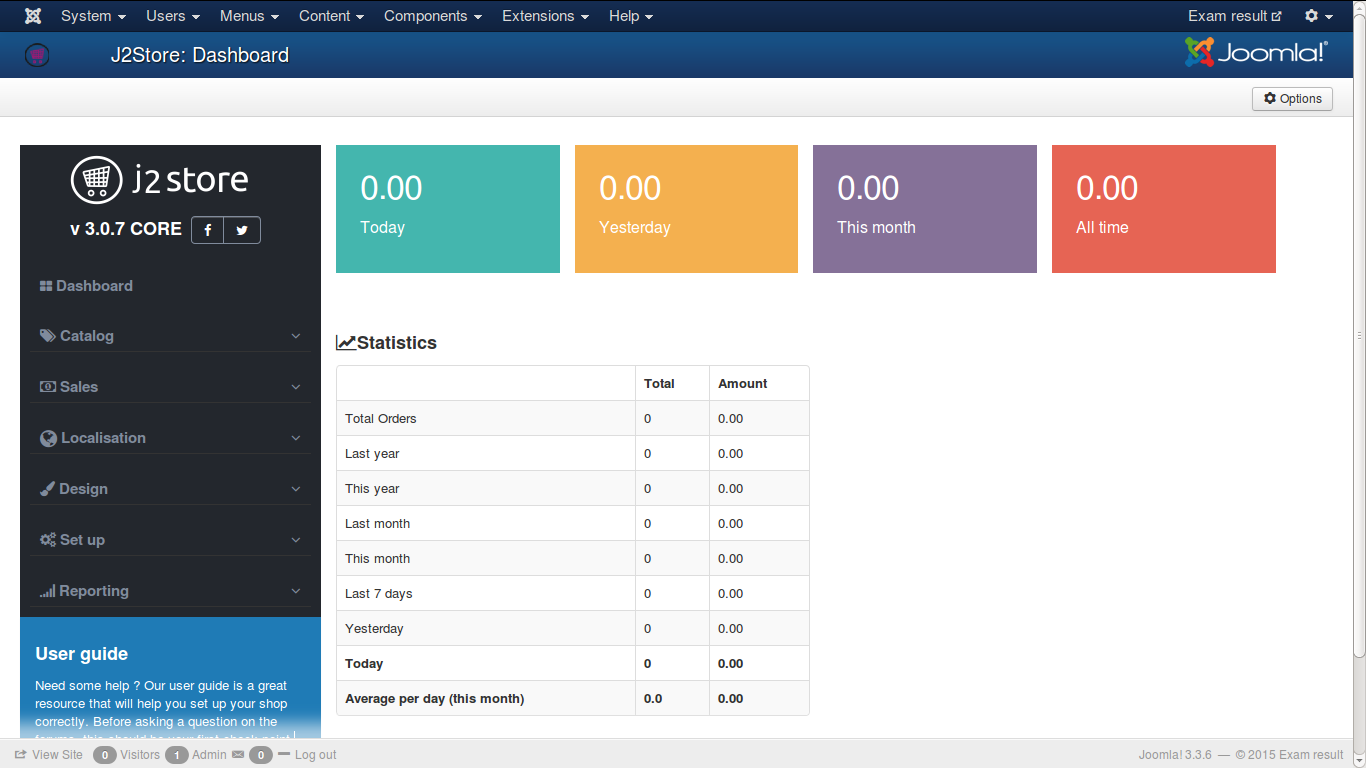 System Users Menus Content Components Extensions Help Exam result
J2Store: Dashboard Joomla!®
Options
j2store
v 3.0.7 CORE
0.00 0.00 0.00 0.00
Today Yesterday This month All time
Dashboard
Catalog
Sales
Localisation
Design
Set up
Reporting
User guide
Need some help ? Our user guide is a great
resource that will help you set up your shop
correctly. Before asking a question on the
Statistics
Total Amount
Total Orders 0 0.00
Last year 0 0.00
This year 0 0.00
Last month 0 0.00
This month 0 0.00
Last 7 days 0 0.00
Yesterday 0 0.00
Today 0 0.00
Average per day (this month) 0.0 0.00
View Site 0 Visitors 1 Admin 0 Log out Joomla! 3.3.6 — © 2015 Exam result